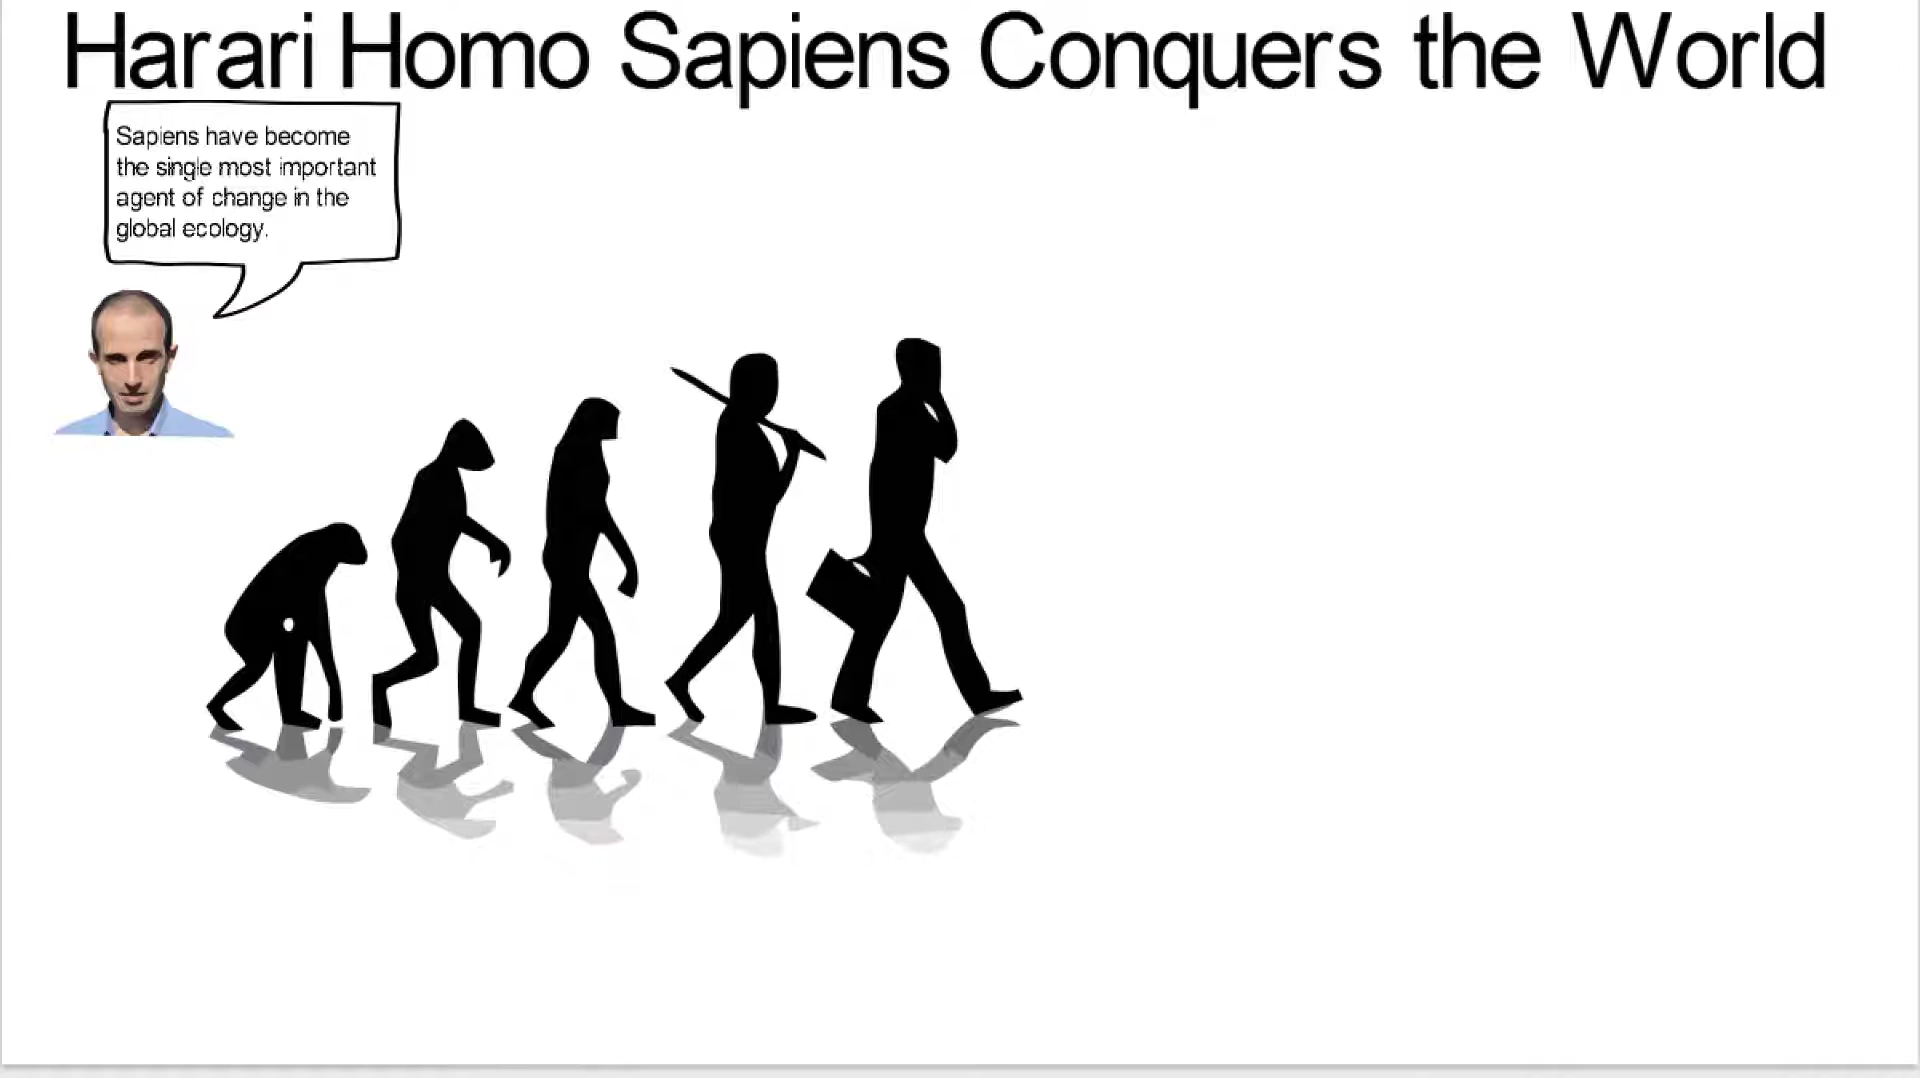 Harari Homo Sapiens Conquers the World
Sapiens have become
the single most important
agent of change in the
global ecology.